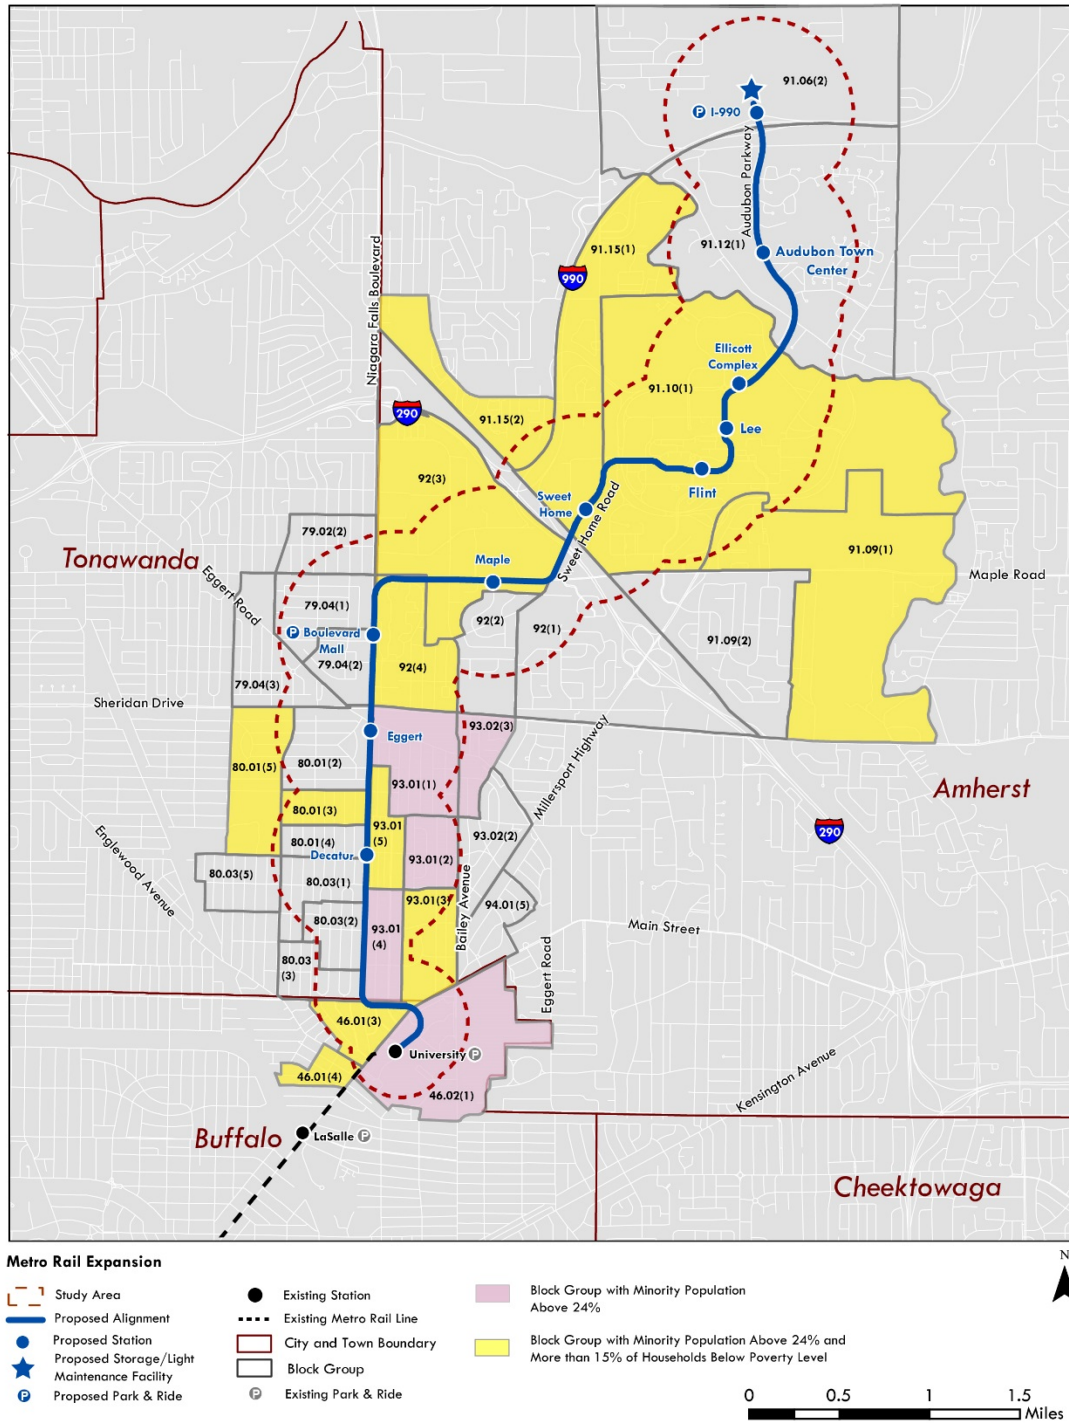 91.06(2)
P I-990
Audubon Parkway
91.15(1)
91.12(1)
Audubon Town
Center
990
Niagara Falls Boulevard
Ellicott
Complex
91.10(1)
290
91.15(2)
Lee
92(3)
Flint
Sweet
Home
Sweet Home Road
79.02(2)
Tonawanda
91.09(1)
Maple
Eggert Road
Maple Road
79.04(1)
P Boulevard
Mall
92(2)
92(1)
91.09(2)
79.04(2)
92(4)
79.04(3)
Sheridan Drive
93.02(3)
Eggert
Millersport Highway
80.01(5)
80.01(2)
93.01(1)
Amherst
80.01(3)
93.01
(5)
290
80.01(4)
93.02(2)
Decatur
93.01(2)
Englewood Avenue
80.03(5)
80.03(1)
93.01(3)
94.01(5)
Bailey Avenue
80.03(2)
93.01
(4)
Main Street
80.03
(3)
Eggert Road
46.01(3)
University P
46.01(4)
46.02(1)
Kensington Avenue
Buffalo
LaSalle P
Cheektowaga
Metro Rail Expansion
N
Study Area
Proposed Alignment
Proposed Station
Proposed Storage/Light
Maintenance Facility
P Proposed Park & Ride
Existing Station
Existing Metro Rail Line
City and Town Boundary
Block Group
P Existing Park & Ride
Block Group with Minority Population
Above 24%
Block Group with Minority Population Above 24% and
More than 15% of Households Below Poverty Level
0 0.5 1 1.5
Miles